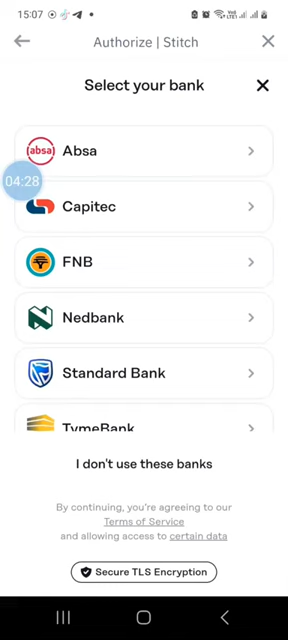 15:07
Authorize | Stitch
Select your bank
absa
Absa
04:28
Capitec
FNB
Nedbank
Standard Bank
TymeBank
I don't use these banks
By continuing, you're agreeing to our
Terms of Service
and allowing access to certain data
Secure TLS Encryption